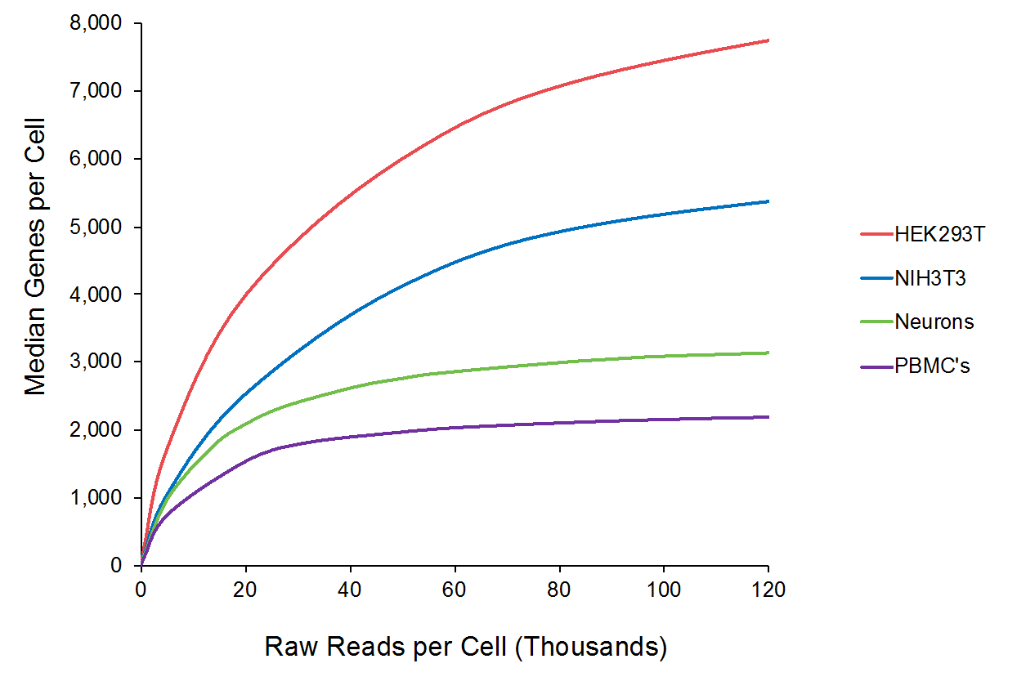 8,000
7,000
6,000
5,000
4,000
3,000
2,000
1,000
0
Median Genes per Cell
0 20 40 60 80 100 120
Raw Reads per Cell (Thousands)
HEK293T
NIH3T3
Neurons
PBMC's